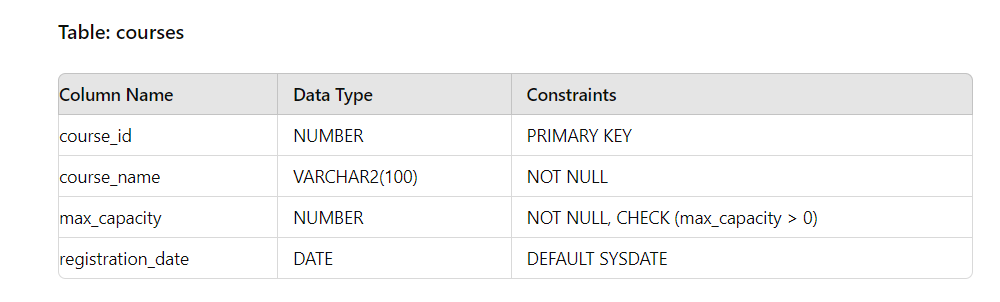 Table: courses
Column Name Data Type Constraints
course_id NUMBER PRIMARY KEY
course_name VARCHAR2(100) NOT NULL
max_capacity NUMBER NOT NULL, CHECK (max_capacity > 0)
registration_date DATE DEFAULT SYSDATE